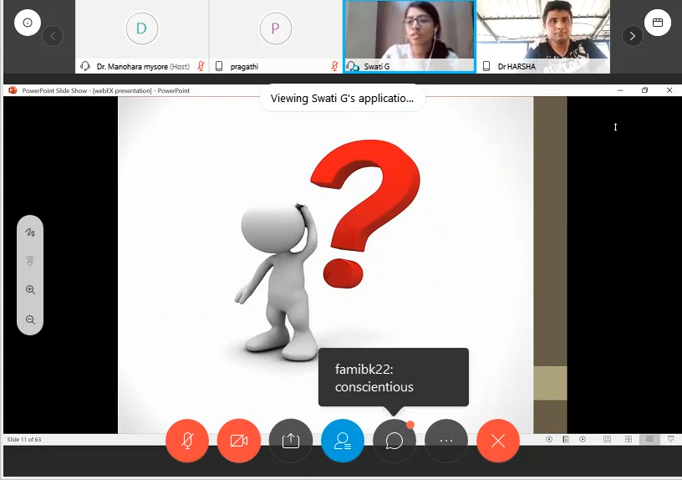 D
P
Dr. Manohara mysore (Host)
pragathi
Swati G
Dr HARSHA
PowerPoint Slide Show - [webEX presentation] - PowerPoint
Viewing Swati G's applicatio...
?
famibk22:
conscientious
Slide 11 of 63